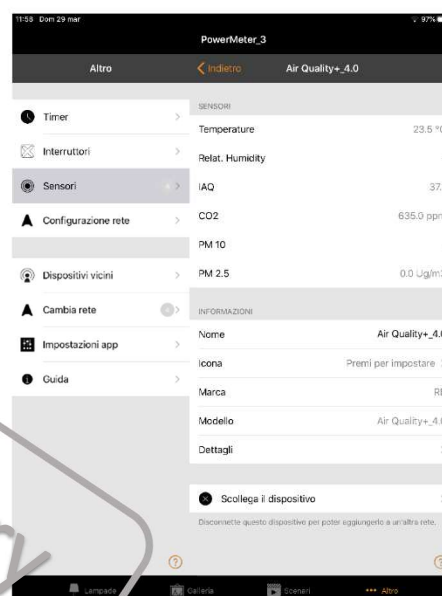 11:58 Dom 29 mar
97%
PowerMeter_3
Altro
Indietro
Air Quality+_4.0
Timer
Interruttori
Sensori
Configurazione rete
Dispositivi vicini
Cambia rete
Impostazioni app
Guida
SENSORI
Temperature 23.5 °
Relat. Humidity
IAQ 37.
CO2 635.0 ppm
PM 10
PM 2.5 0.0 Ug/m
INFORMAZIONI
Nome Air Quality+_4.0
Icona Premi per impostare
Marca
Modello Air Quality+_4.0
Dettagli
Scollega il dispositivo
Disconnette questo dispositivo per poter aggiungerlo a un'altra rete.
Lampade
Galleria
Scenari
Altro